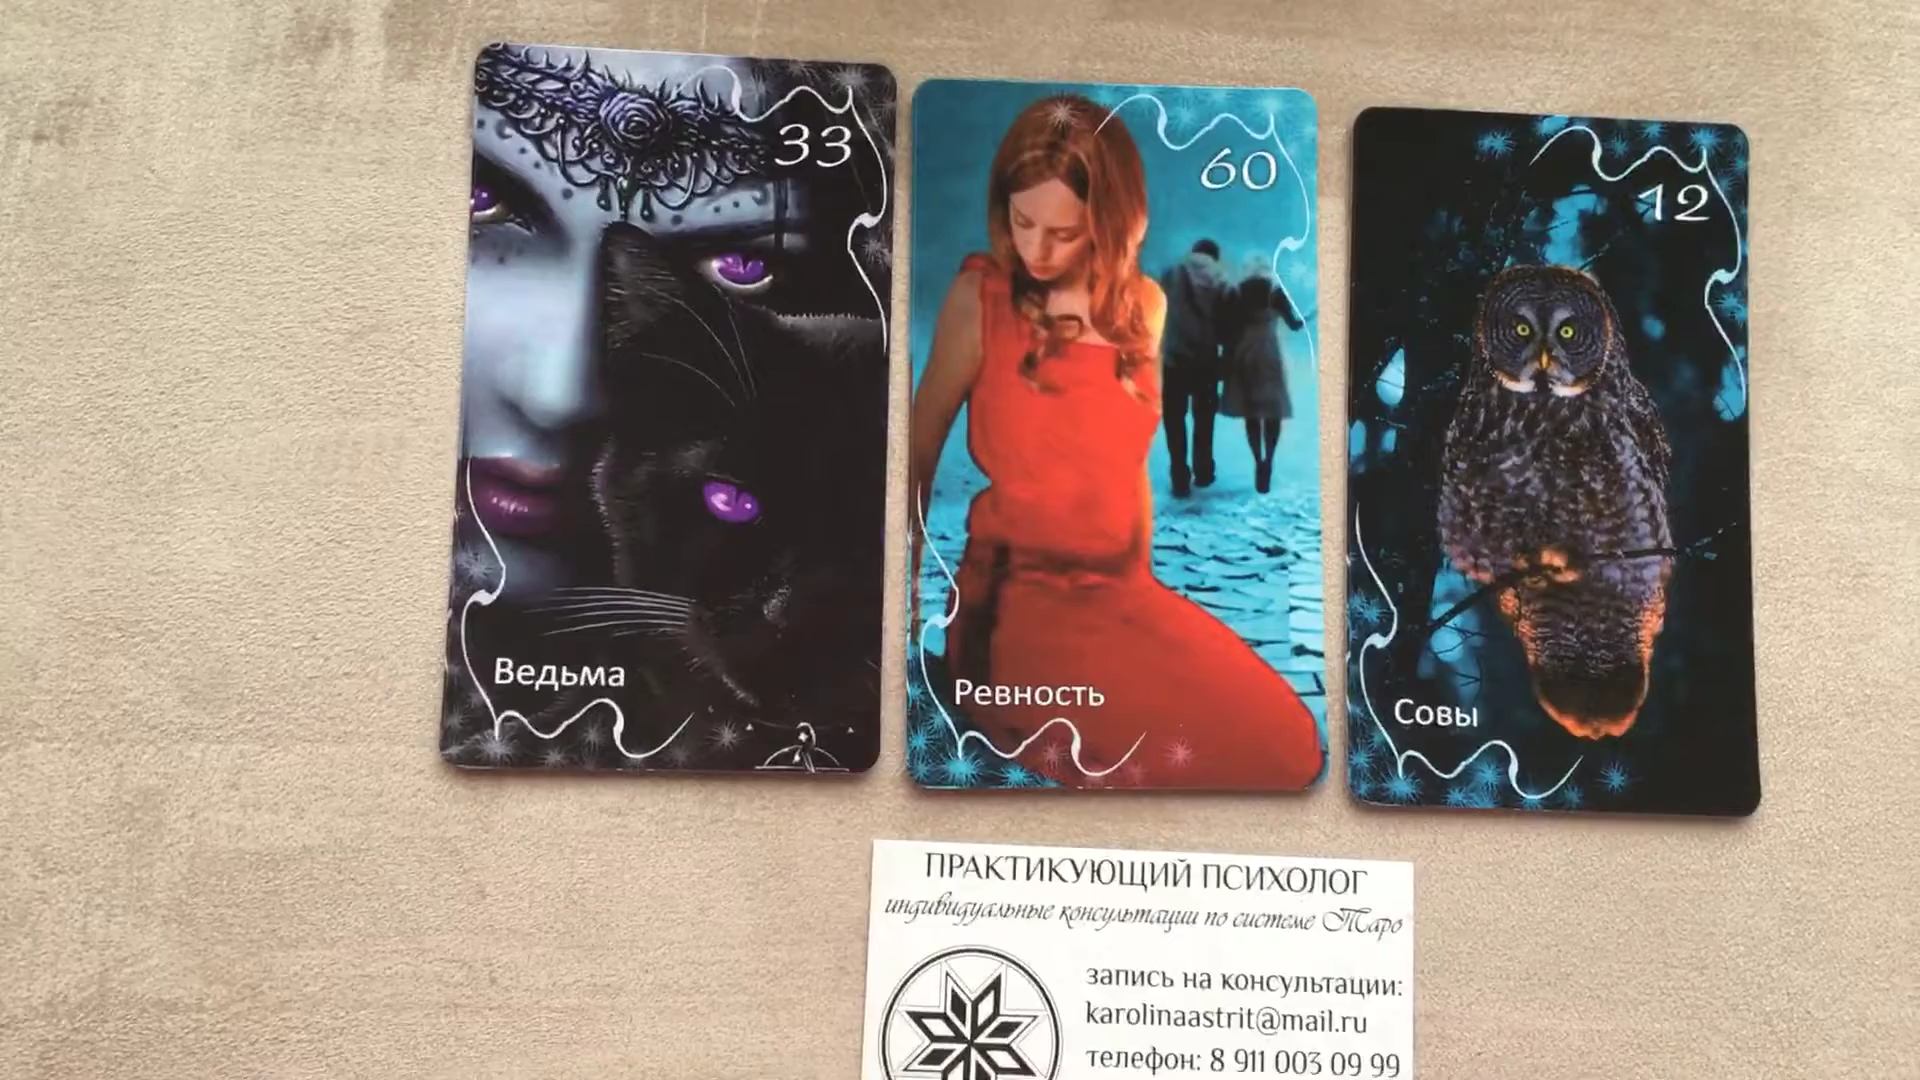 33
Ведьма
60
Ревность
12
Совы
ПРАКТИКУЮЩИЙ ПСИХОЛОГ
индивидуальные консультации по системе Таро
запись на консультации:
karolinaastrit@mail.ru
телефон: 8 911 003 09 99